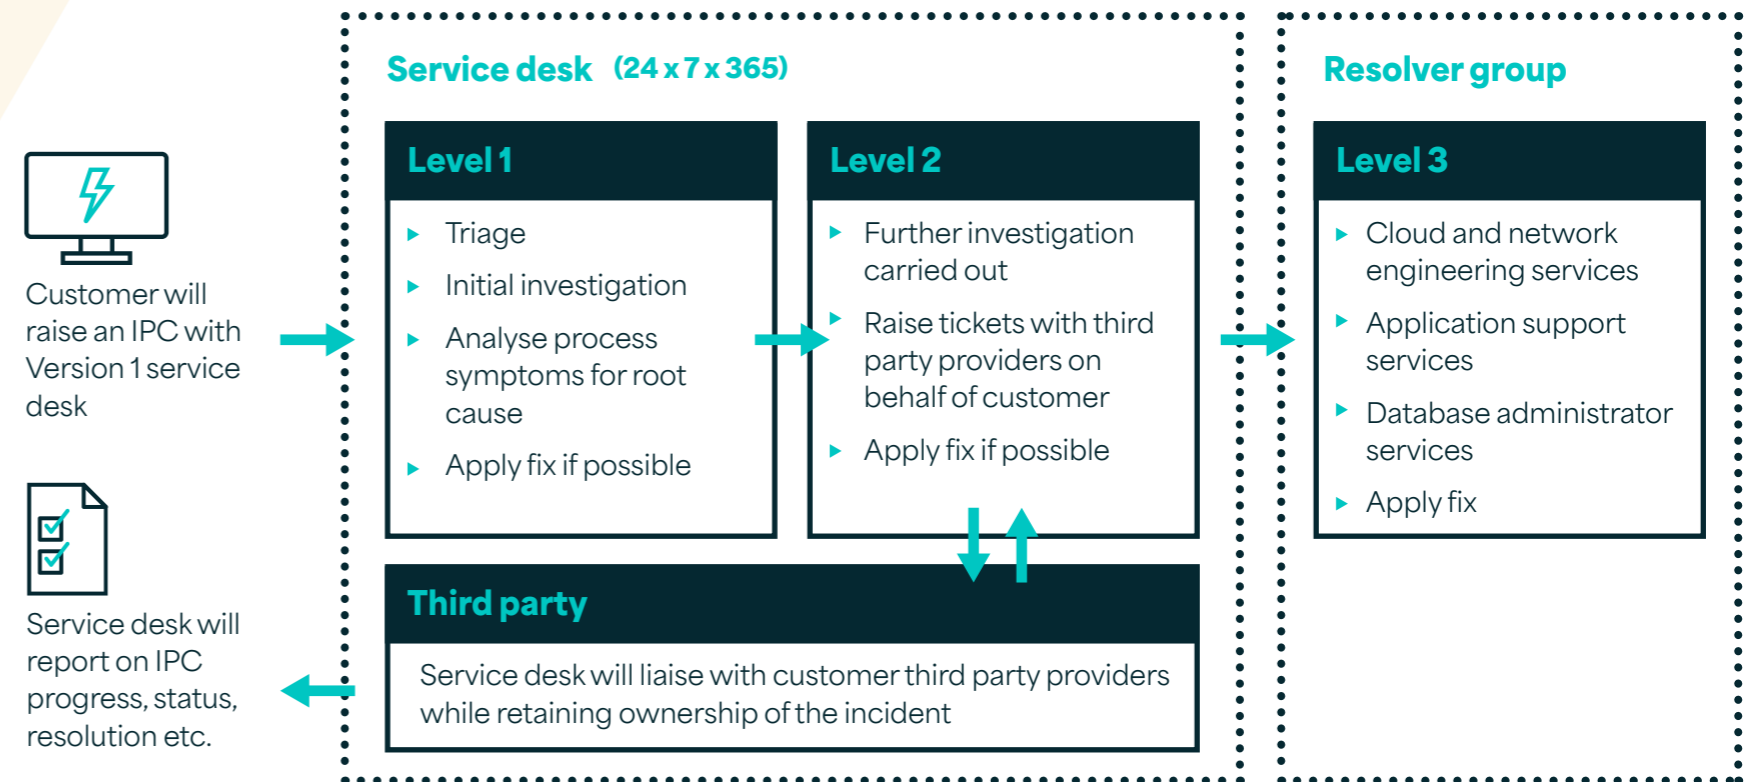 Service desk (24 x 7 x 365)
Resolver group
Customer will
raise an IPC with
Version 1 service
desk
Service desk will
report on IPC
progress, status,
resolution etc.
Level 1
Triage
Initial investigation
Analyse process
symptoms for root
cause
Apply fix if possible
Level 2
Further investigation
carried out
Raise tickets with third
party providers on
behalf of customer
Apply fix if possible
Third party
Service desk will liaise with customer third party providers
while retaining ownership of the incident
Level 3
Cloud and network
engineering services
Application support
services
Database administrator
services
Apply fix